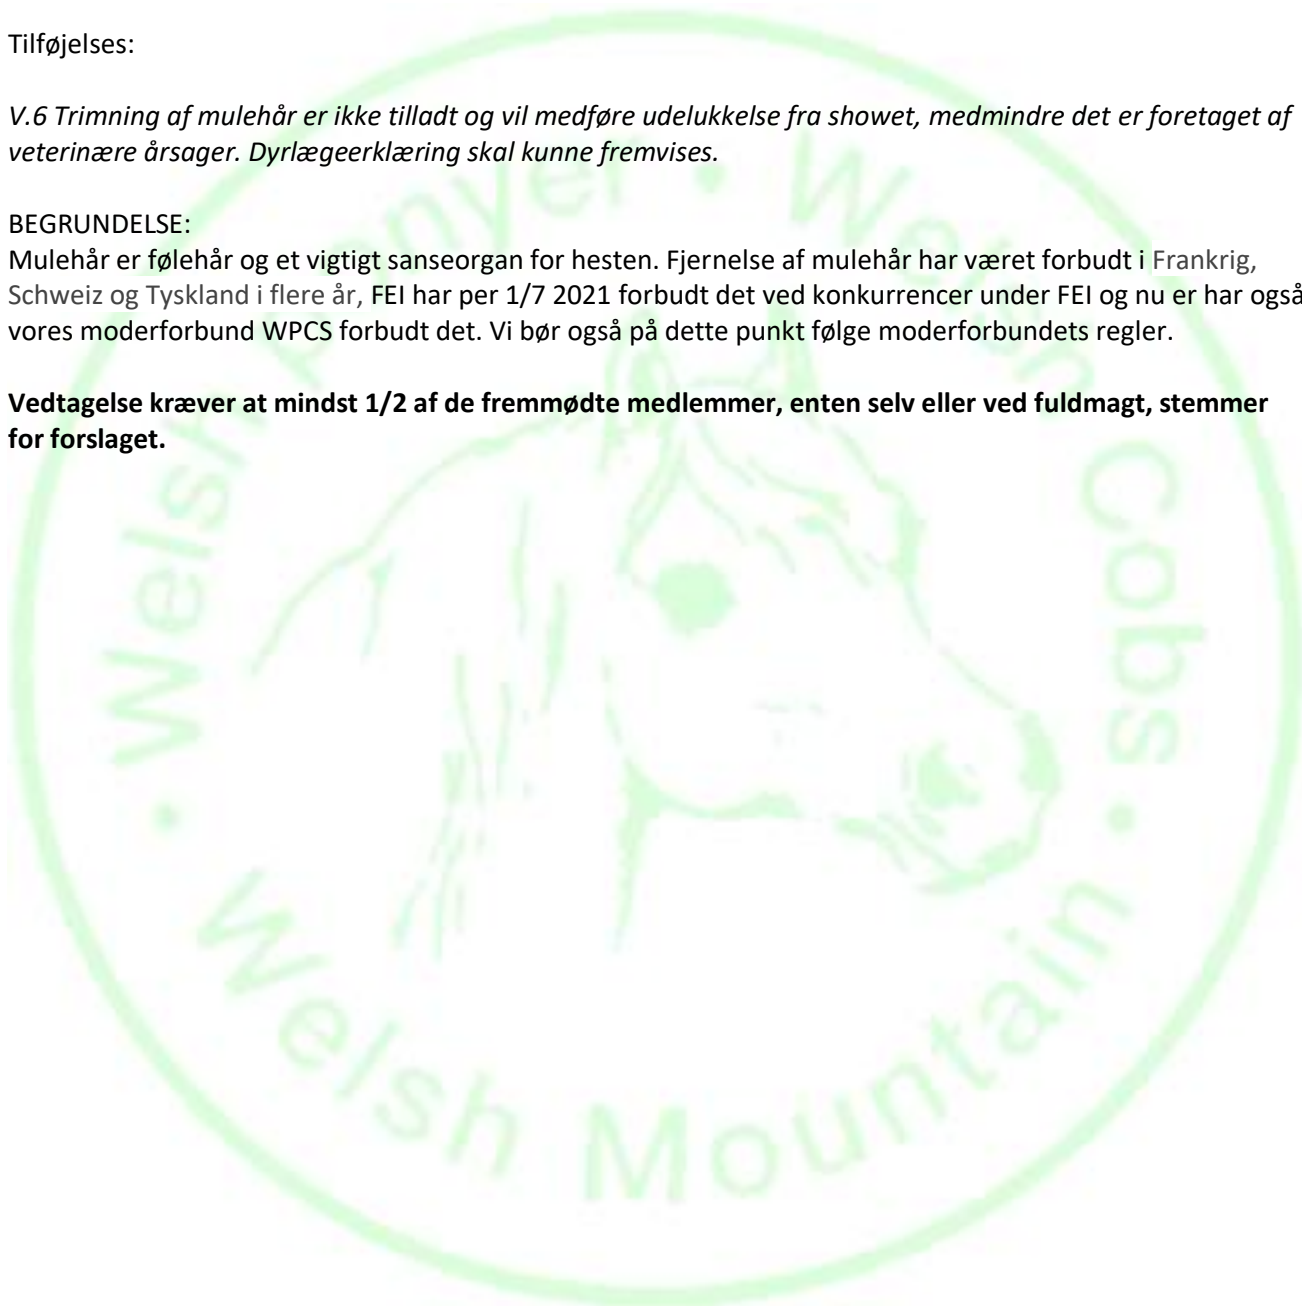 Tilføjelses:
V.6 Trimning af mulehår er ikke tilladt og vil medføre udelukkelse fra showet, medmindre det er foretaget af
veterinære årsager. Dyrlægeerklæring skal kunne fremvises.
BEGRUNDELSE:
Mulehår er følehår og et vigtigt sanseorgan for hesten. Fjernelse af mulehår har været forbudt i Frankrig,
Schweiz og Tyskland i flere år, FEI har per 1/7 2021 forbudt det ved konkurrencer under FEI og nu er har også
vores moderforbund WPCS forbudt det. Vi bør også på dette punkt følge moderforbundets regler.
Vedtagelse kræver at mindst 1/2 af de fremmødte medlemmer, enten selv eller ved fuldmagt, stemmer
for forslaget.
• Welsh Ponyer • Welsh Cobs • Welsh Mountain